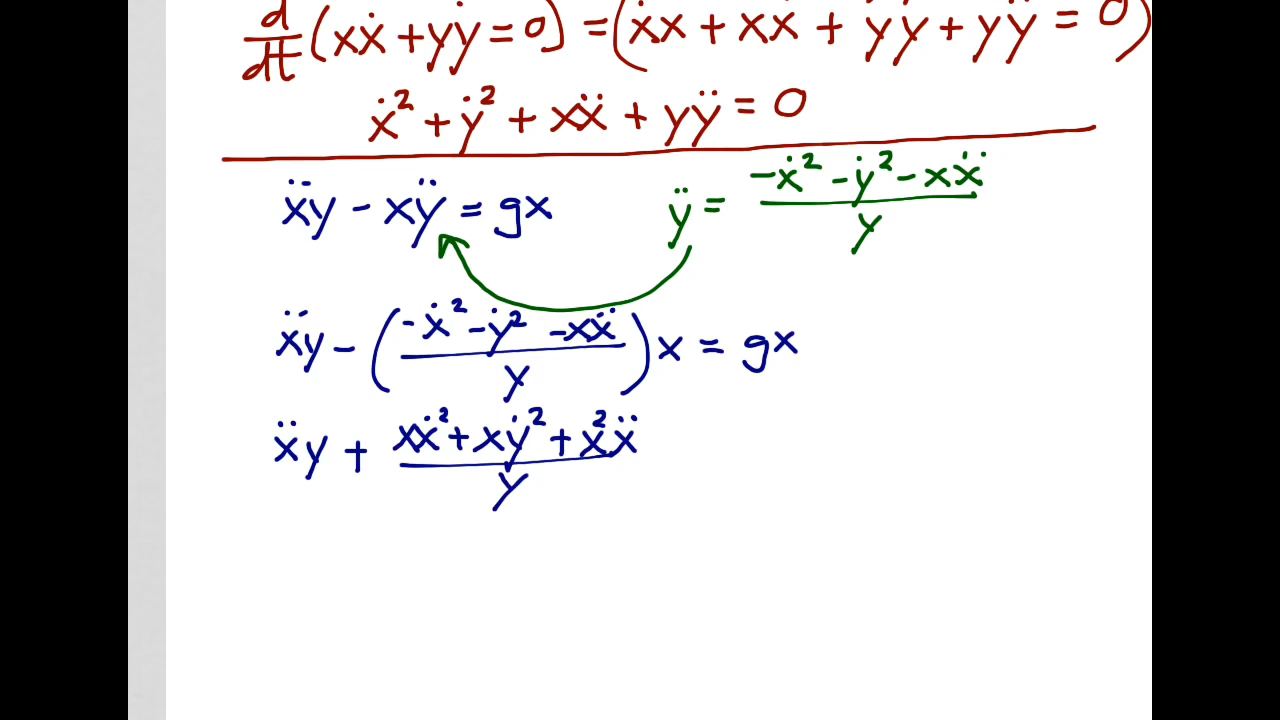 d/dt (xẋ + yẏ = 0) = (ẋẋ + xẍ + ẏẏ + yÿ = 0)
ẋ² + ẏ² + xẍ + yÿ = 0
ẍy - xÿ = gx
ÿ = (-ẋ² - ẏ² - xẍ)/y
ẍy - ((-ẋ² - ẏ² - xẍ)/y)x = gx
ẍy + (xẋ² + xẏ² + x²ẍ)/y